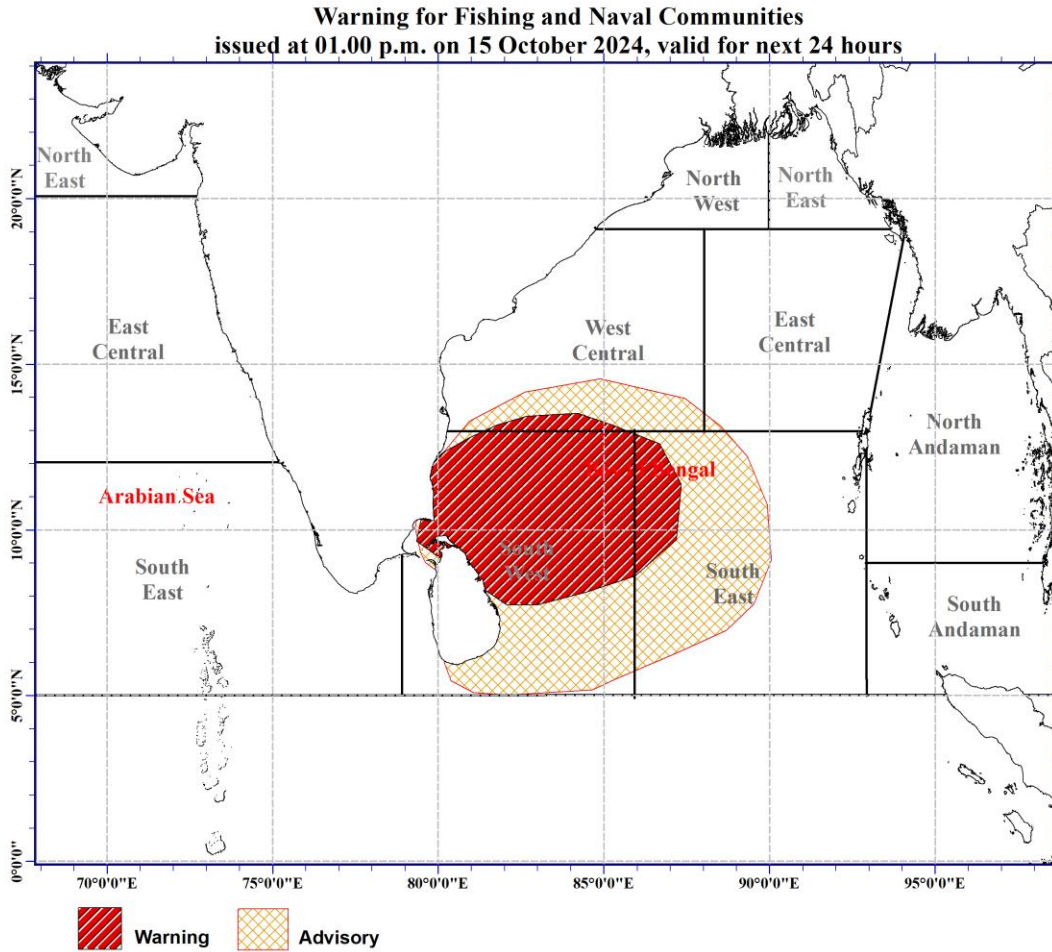 Warning for Fishing and Naval Communities
issued at 01.00 p.m. on 15 October 2024, valid for next 24 hours
North
East
North
West
North
East
20°0'0"N
East
Central
West
Central
East
Central
15°0'0"N
North
Andaman
Arabian Sea
Bengal
10°0'0"N
South
East
South
West
South
East
South
Andaman
5°0'0"N
0°0'0"
70°0'0"E
75°0'0"E
80°0'0"E
85°0'0"E
90°0'0"E
95°0'0"E
Warning
Advisory